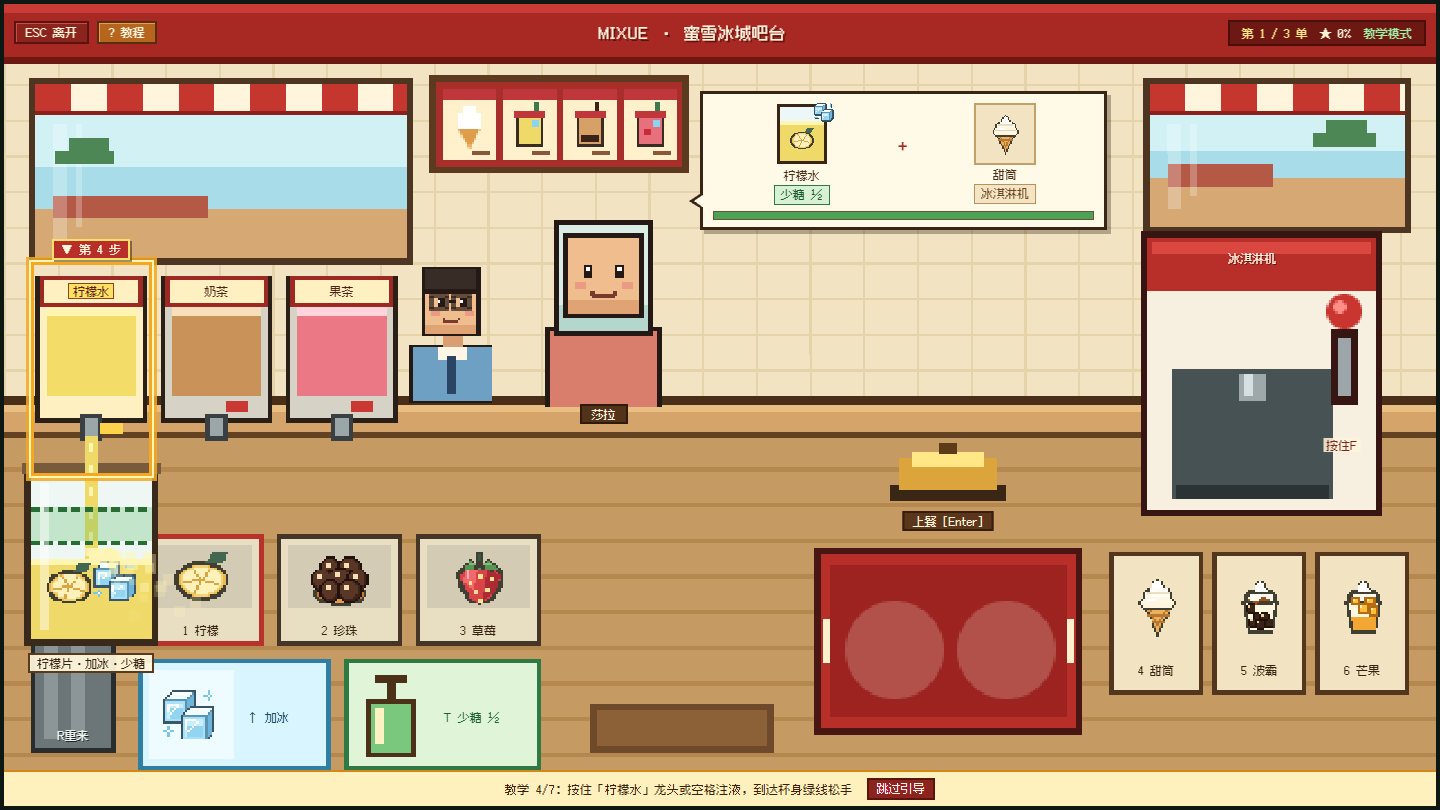 ESC 离开
? 教程
MIXUE · 蜜雪冰城吧台
第 1 / 3 单 ★ 0% 教学模式
柠檬水
少糖 ½
+
甜筒
冰淇淋机
▼ 第 4 步
柠檬水
奶茶
果茶
冰淇淋机
按住F
莎拉
上餐 [Enter]
1 柠檬
2 珍珠
3 草莓
4 甜筒
5 波霸
6 芒果
柠檬片·加冰·少糖
R重来
↑ 加冰
T 少糖 ½
教学 4/7: 按住「柠檬水」龙头或空格注液，到达杯身绿线松手
跳过引导